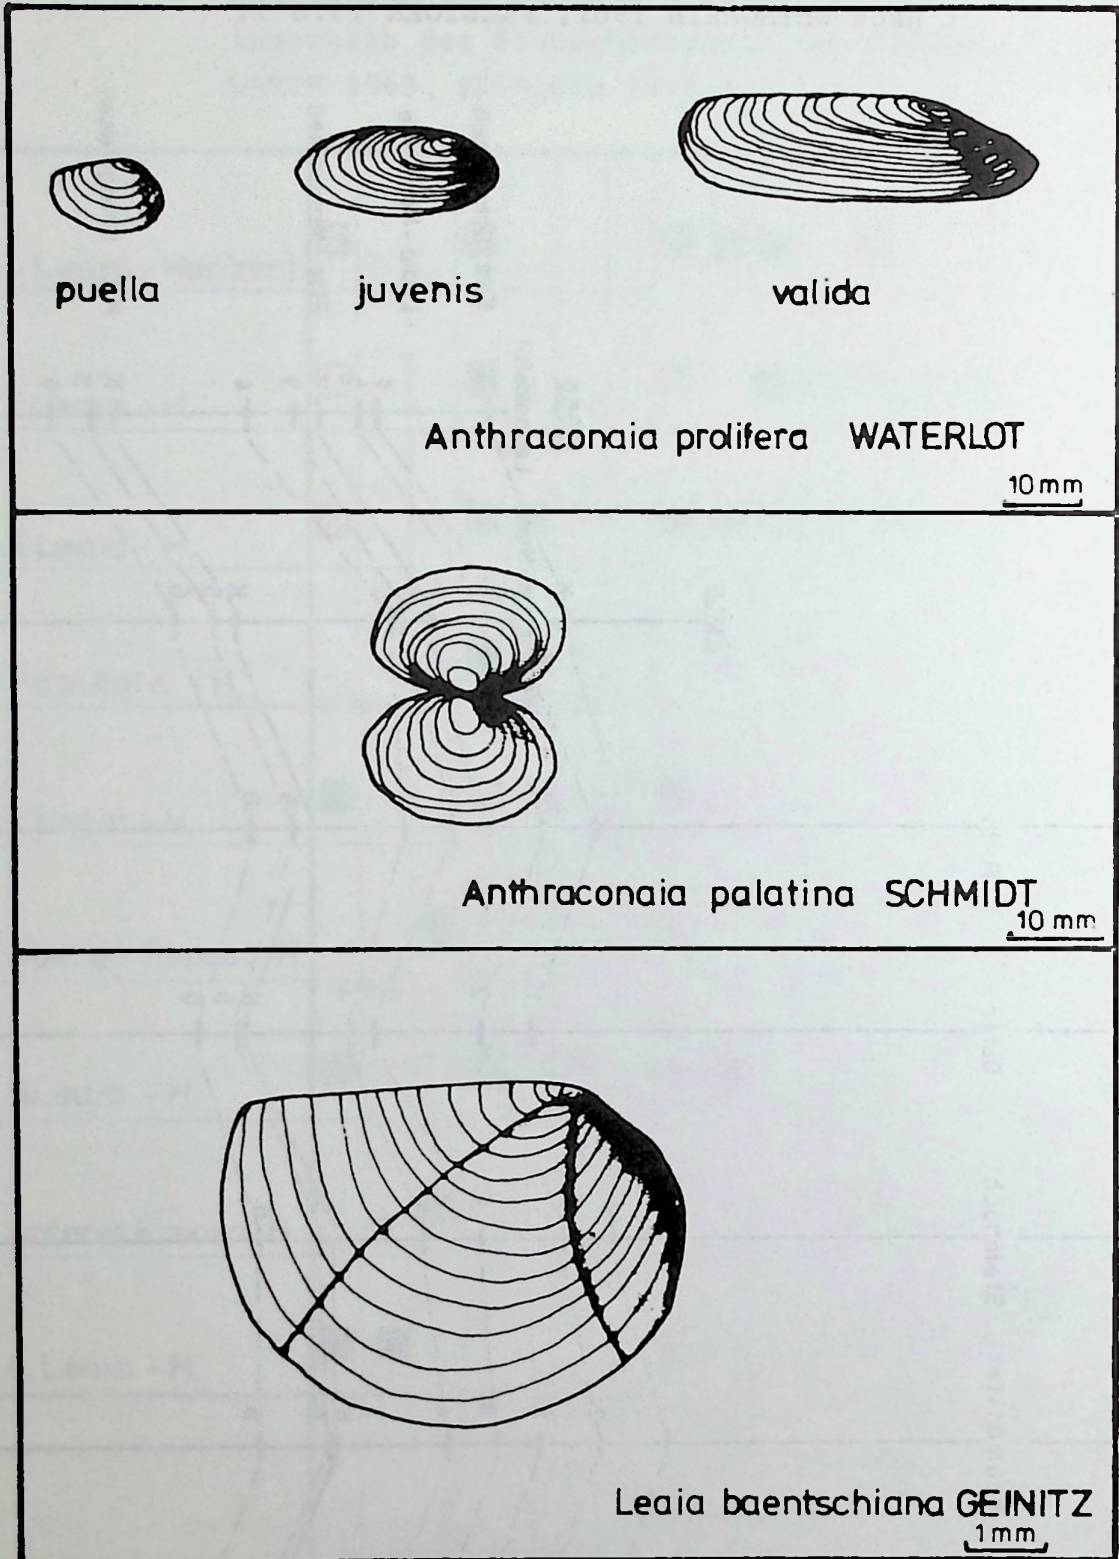 puella juvenis valida
Anthraconaia prolifera WATERLOT
10 mm
Anthraconaia palatina SCHMIDT
10 mm
Leaia baentschiana GEINITZ
1 mm